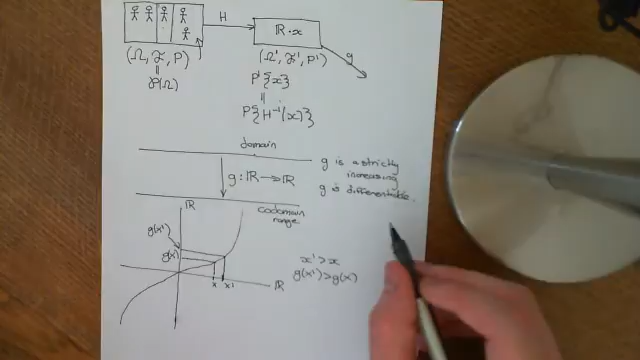 H
ℝ · x
g
(Ω, ℱ, P)
(Ω', ℱ', P')
=
𝒫(Ω)
P'{x}
=
P{H⁻¹(x)}
domain
g : ℝ → ℝ
g is a strictly
increasing
g is differentiable.
codomain
range
ℝ
g(x')
g(x)
x x'
ℝ
x' > x
g(x') > g(x)